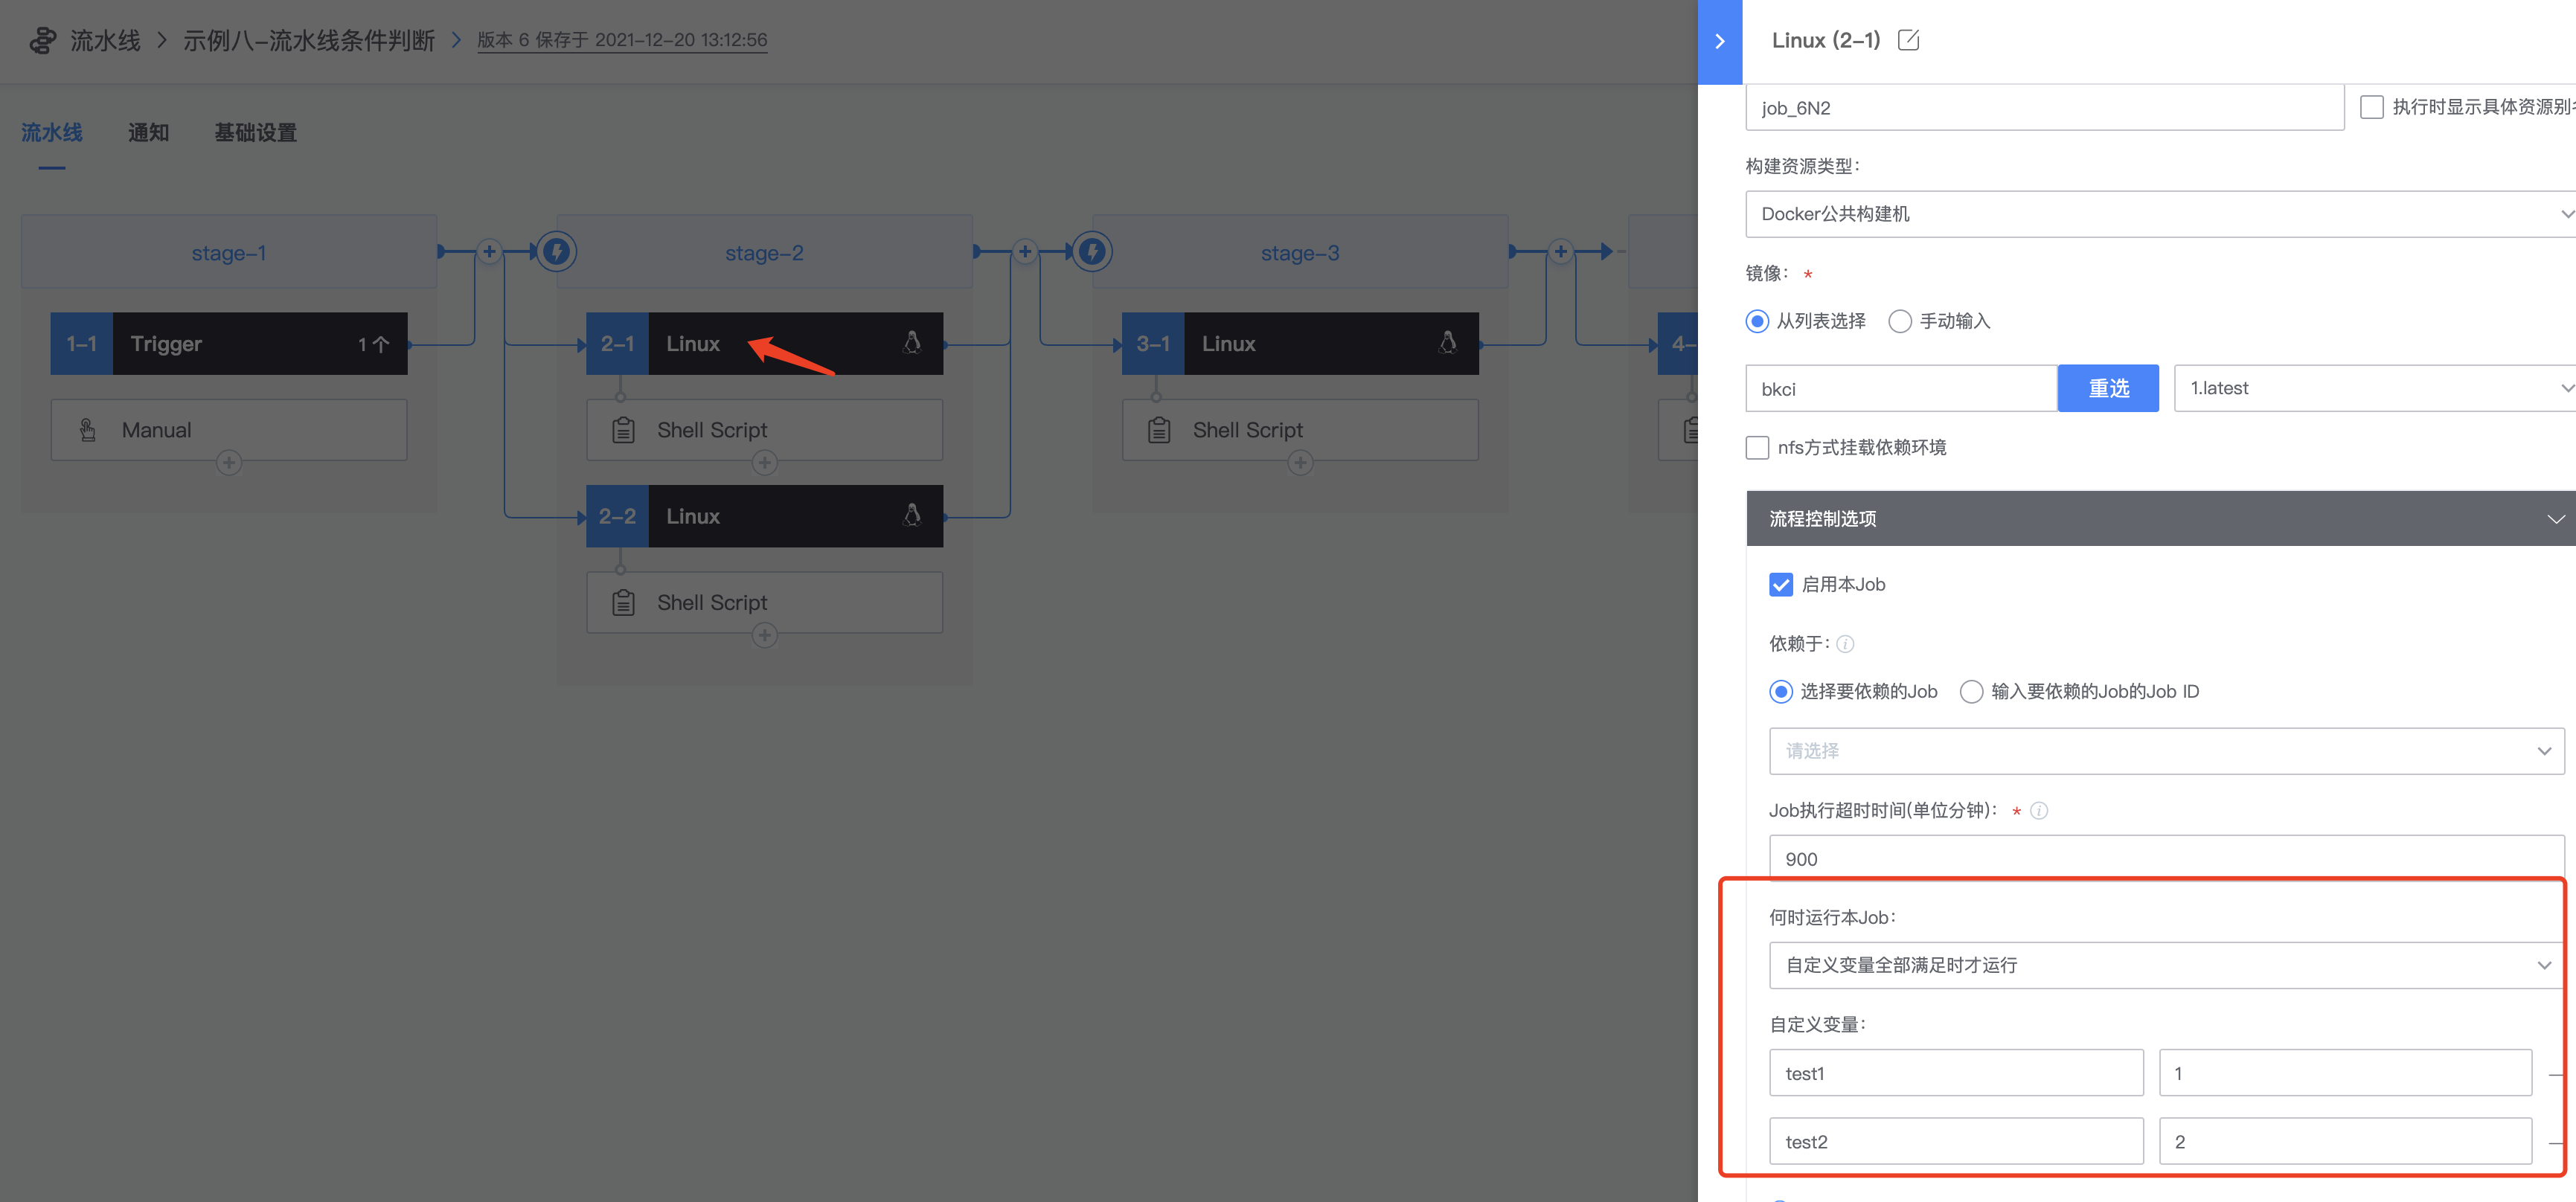 流水线 > 示例八-流水线条件判断 > 版本 6 保存于 2021-12-20 13:12:56
流水线 通知 基础设置
stage-1
1-1 Trigger 1个
Manual
stage-2
2-1 Linux
Shell Script
2-2 Linux
Shell Script
stage-3
3-1 Linux
Shell Script
4-
Linux (2-1)
job_6N2
执行时显示具体资源别
构建资源类型:
Docker公共构建机
镜像: *
从列表选择 手动输入
bkci 重选 1.latest
nfs方式挂载依赖环境
流程控制选项
启用本Job
依赖于:
选择要依赖的Job 输入要依赖的Job的Job ID
请选择
Job执行超时时间(单位分钟): *
900
何时运行本Job:
自定义变量全部满足时才运行
自定义变量:
test1 1
test2 2